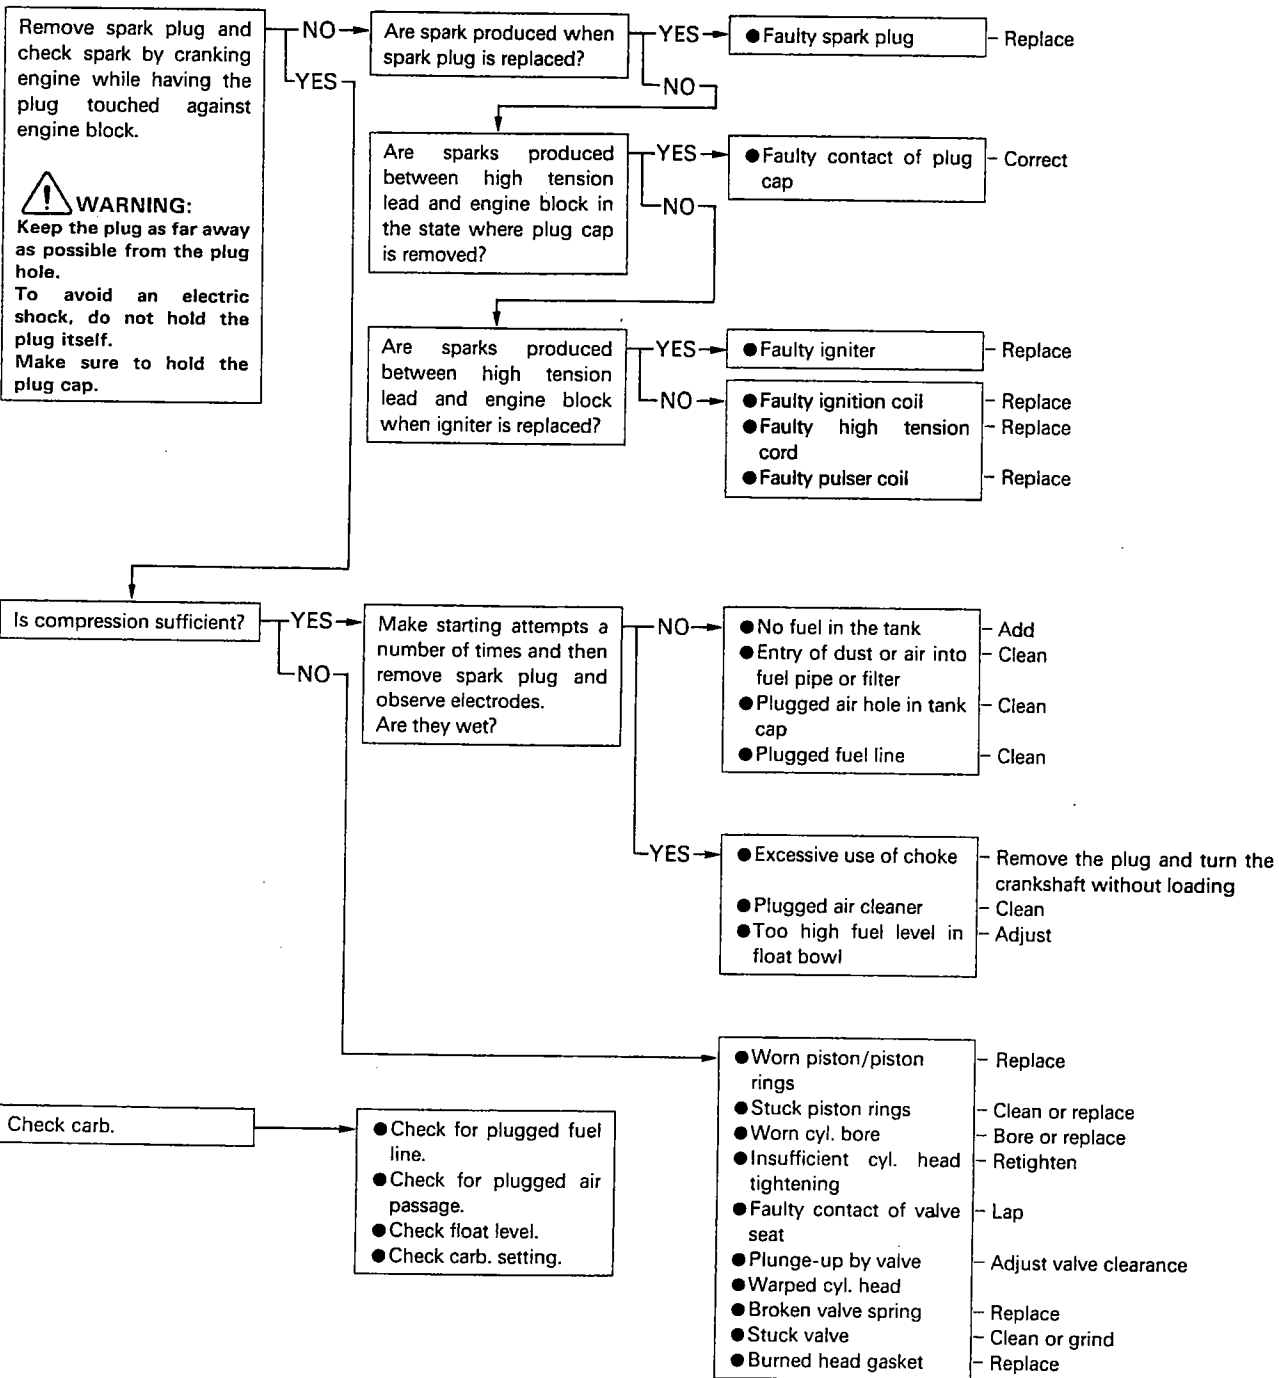 Remove spark plug and
check spark by cranking
engine while having the
plug touched against
engine block.
WARNING:
Keep the plug as far away
as possible from the plug
hole.
To avoid an electric
shock, do not hold the
plug itself.
Make sure to hold the
plug cap.
NO
YES
Are spark produced when
spark plug is replaced?
YES
NO
● Faulty spark plug
– Replace
Are sparks produced
between high tension
lead and engine block in
the state where plug cap
is removed?
YES
NO
● Faulty contact of plug
cap
– Correct
Are sparks produced
between high tension
lead and engine block
when igniter is replaced?
YES
NO
● Faulty igniter
– Replace
● Faulty ignition coil
– Replace
● Faulty high tension
cord
– Replace
● Faulty pulser coil
– Replace
Is compression sufficient?
YES
NO
Make starting attempts a
number of times and then
remove spark plug and
observe electrodes.
Are they wet?
NO
YES
● No fuel in the tank
– Add
● Entry of dust or air into
fuel pipe or filter
– Clean
● Plugged air hole in tank
cap
– Clean
● Plugged fuel line
– Clean
● Excessive use of choke
– Remove the plug and turn the
crankshaft without loading
● Plugged air cleaner
– Clean
● Too high fuel level in
float bowl
– Adjust
● Worn piston/piston
rings
– Replace
● Stuck piston rings
– Clean or replace
● Worn cyl. bore
– Bore or replace
● Insufficient cyl. head
tightening
– Retighten
● Faulty contact of valve
seat
– Lap
● Plunge-up by valve
– Adjust valve clearance
● Warped cyl. head
● Broken valve spring
– Replace
● Stuck valve
– Clean or grind
● Burned head gasket
– Replace
Check carb.
● Check for plugged fuel
line.
● Check for plugged air
passage.
● Check float level.
● Check carb. setting.